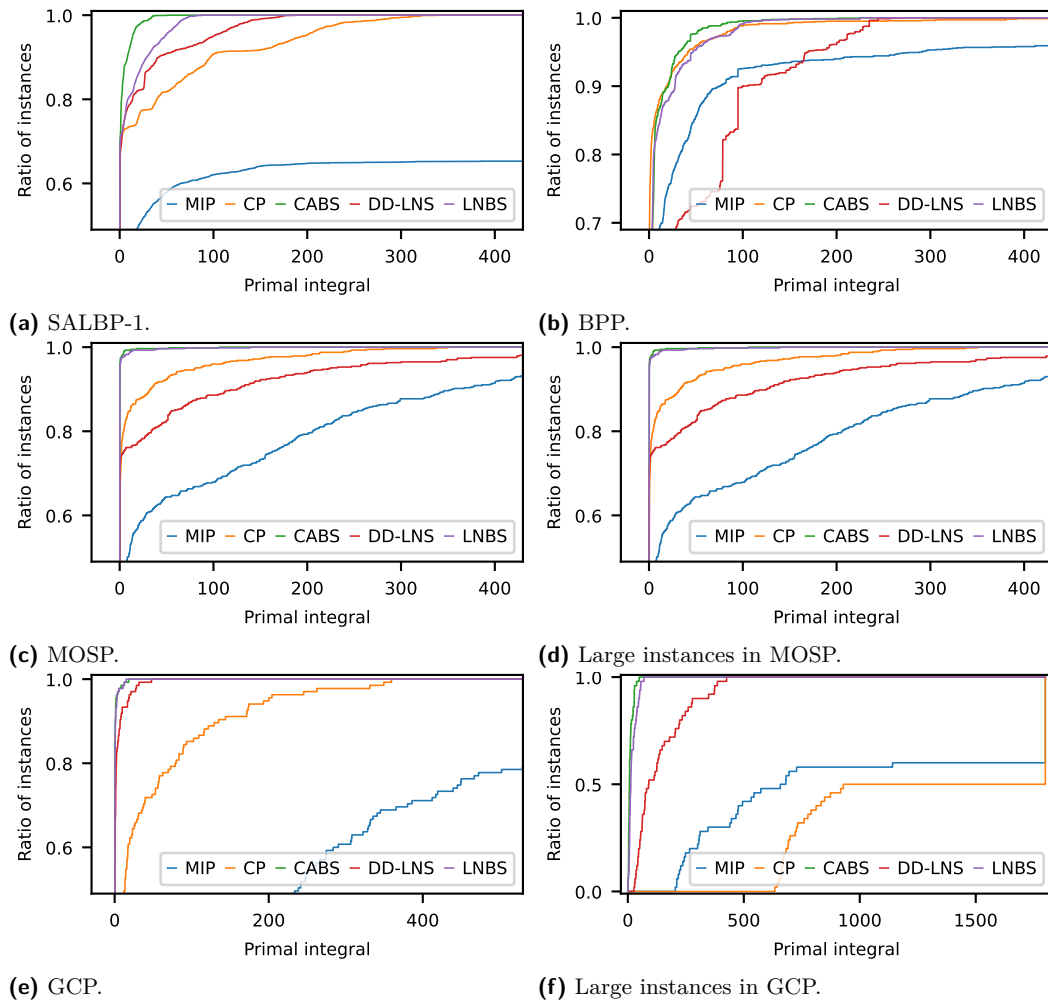 1.0
0.8
0.6
Ratio of instances
MIP CP CABS DD-LNS LNBS
0 100 200 300 400
Primal integral
(a) SALBP-1.
1.0
0.9
0.8
0.7
Ratio of instances
MIP CP CABS DD-LNS LNBS
0 100 200 300 400
Primal integral
(b) BPP.
1.0
0.8
0.6
Ratio of instances
MIP CP CABS DD-LNS LNBS
0 100 200 300 400
Primal integral
(c) MOSP.
1.0
0.8
0.6
Ratio of instances
MIP CP CABS DD-LNS LNBS
0 100 200 300 400
Primal integral
(d) Large instances in MOSP.
1.0
0.8
0.6
Ratio of instances
MIP CP CABS DD-LNS LNBS
0 200 400
Primal integral
(e) GCP.
1.0
0.5
0.0
Ratio of instances
MIP CP CABS DD-LNS LNBS
0 500 1000 1500
Primal integral
(f) Large instances in GCP.